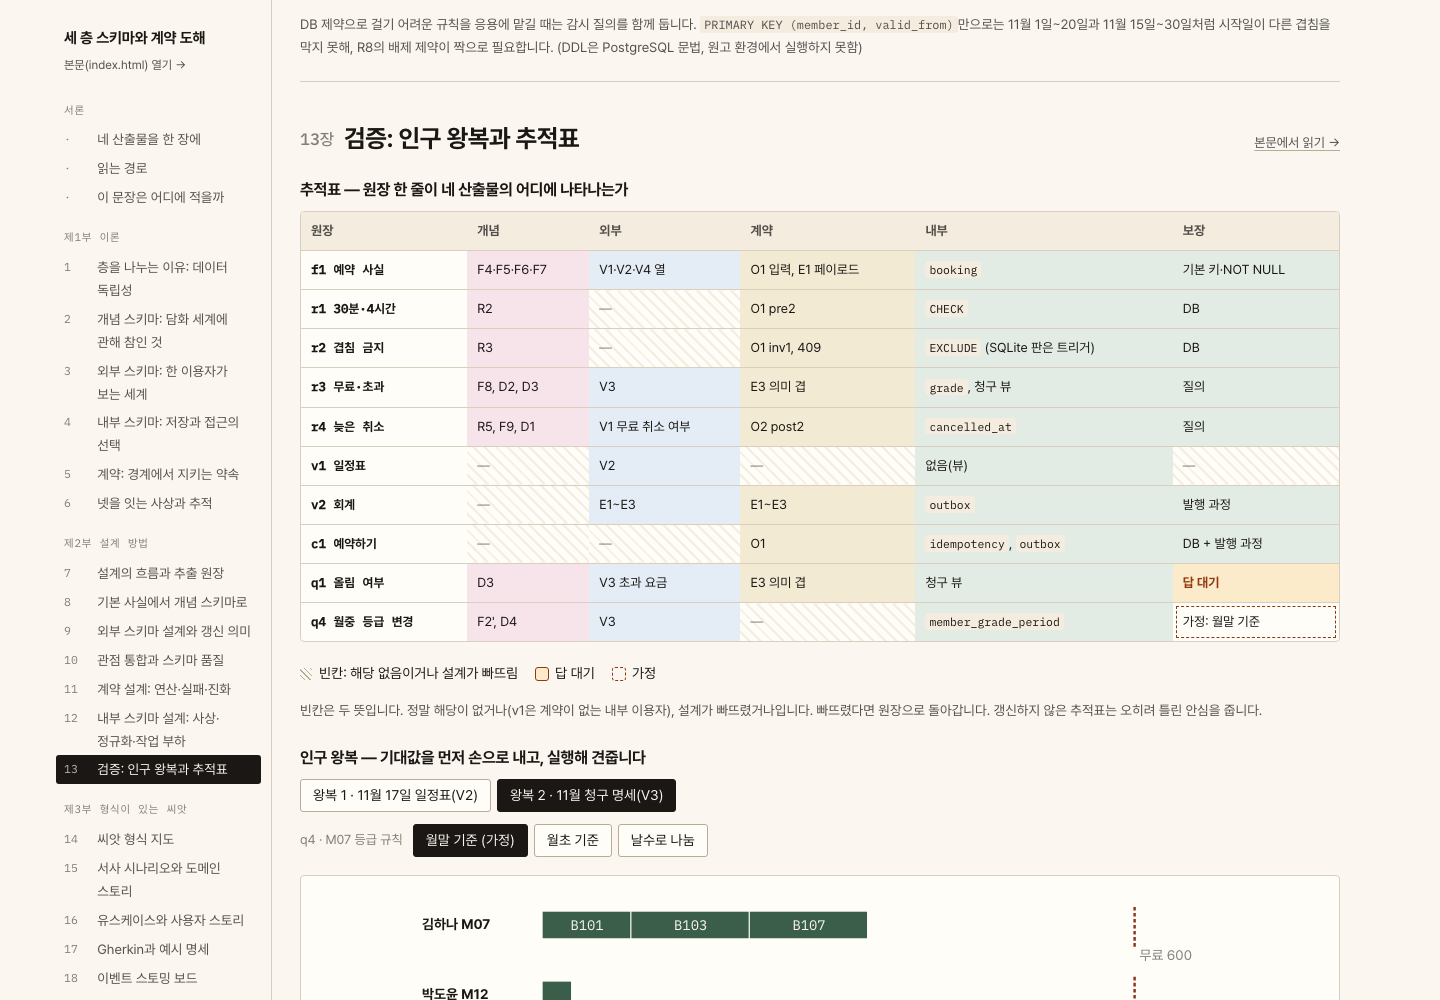 세 층 스키마와 계약 도해
본문(index.html) 열기 →
서론
· 네 산출물을 한 장에
· 읽는 경로
· 이 문장은 어디에 적을까
제1부 이론
1 층을 나누는 이유: 데이터
독립성
2 개념 스키마: 담화 세계에
관해 참인 것
3 외부 스키마: 한 이용자가
보는 세계
4 내부 스키마: 저장과 접근의
선택
5 계약: 경계에서 지키는 약속
6 넷을 잇는 사상과 추적
제2부 설계 방법
7 설계의 흐름과 추출 원장
8 기본 사실에서 개념 스키마로
9 외부 스키마 설계와 갱신 의미
10 관점 통합과 스키마 품질
11 계약 설계: 연산·실패·진화
12 내부 스키마 설계: 사상·
정규화·작업 부하
13 검증: 인구 왕복과 추적표
제3부 형식이 있는 씨앗
14 씨앗 형식 지도
15 서사 시나리오와 도메인
스토리
16 유스케이스와 사용자 스토리
17 Gherkin과 예시 명세
18 이벤트 스토밍 보드
DB 제약으로 걸기 어려운 규칙을 응용에 맡길 때는 감시 질의를 함께 둡니다. PRIMARY KEY (member_id, valid_from)만으로는 11월 1일~20일과 11월 15일~30일처럼 시작일이 다른 겹침을
막지 못해, R8의 배제 제약이 짝으로 필요합니다. (DDL은 PostgreSQL 문법, 원고 환경에서 실행하지 못함)
13장 검증: 인구 왕복과 추적표
본문에서 읽기 →
추적표 — 원장 한 줄이 네 산출물의 어디에 나타나는가
원장 개념 외부 계약 내부 보장
f1 예약 사실 F4·F5·F6·F7 V1·V2·V4 열 O1 입력, E1 페이로드 booking 기본 키·NOT NULL
r1 30분·4시간 R2 — O1 pre2 CHECK DB
r2 겹침 금지 R3 — O1 inv1, 409 EXCLUDE (SQLite 판은 트리거) DB
r3 무료·초과 F8, D2, D3 V3 E3 의미 겹 grade, 청구 뷰 질의
r4 늦은 취소 R5, F9, D1 V1 무료 취소 여부 O2 post2 cancelled_at 질의
v1 일정표 — V2 — 없음(뷰) —
v2 회계 — E1~E3 E1~E3 outbox 발행 과정
c1 예약하기 — — O1 idempotency, outbox DB + 발행 과정
q1 올림 여부 D3 V3 초과 요금 E3 의미 겹 청구 뷰 답 대기
q4 월중 등급 변경 F2', D4 V3 — member_grade_period 가정: 월말 기준
빈칸: 해당 없음이거나 설계가 빠뜨림 답 대기 가정
빈칸은 두 뜻입니다. 정말 해당이 없거나(v1은 계약이 없는 내부 이용자), 설계가 빠뜨렸거나입니다. 빠뜨렸다면 원장으로 돌아갑니다. 갱신하지 않은 추적표는 오히려 틀린 안심을 줍니다.
인구 왕복 — 기대값을 먼저 손으로 내고, 실행해 견줍니다
왕복 1 · 11월 17일 일정표(V2) 왕복 2 · 11월 청구 명세(V3)
q4 · M07 등급 규칙 월말 기준 (가정) 월초 기준 날수로 나눔
김하나 M07 B101 B103 B107
무료 600
박도윤 M12